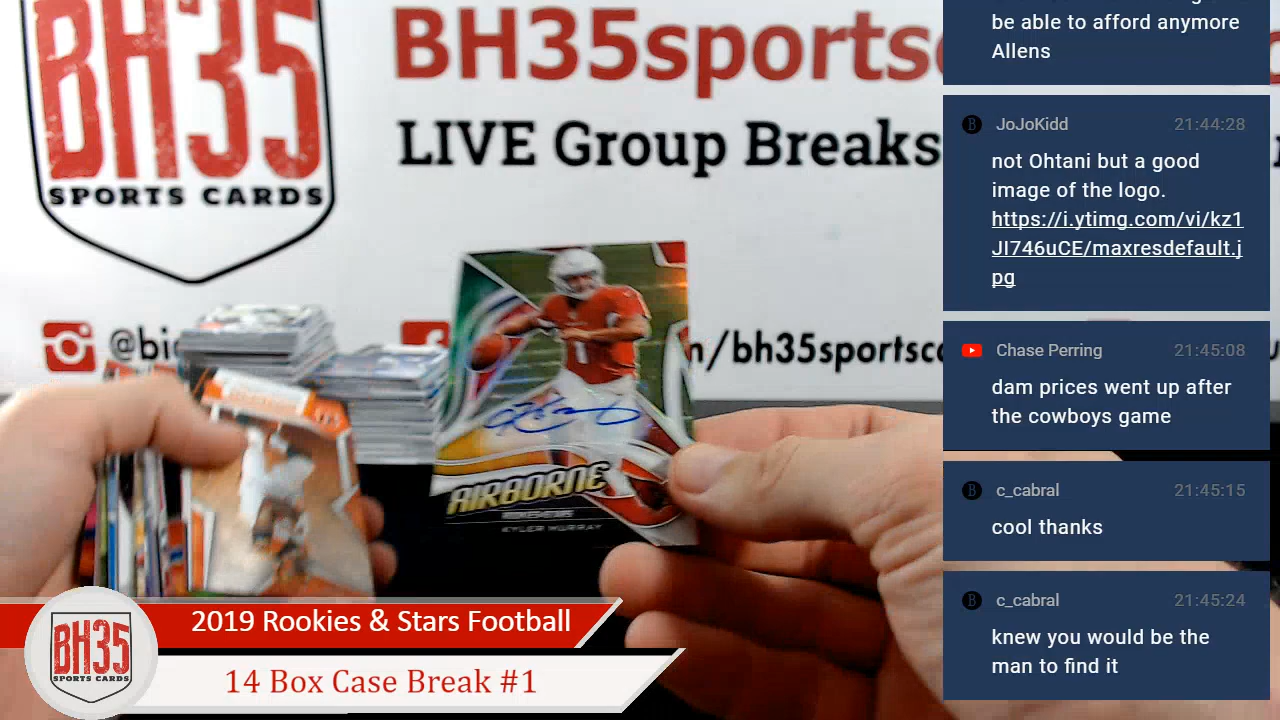 BH35
SPORTS CARDS
BH35sportsc
LIVE Group Breaks
@bi
n/bh35sportsc
AIRBORNE
KYLER MURRAY
be able to afford anymore
Allens
JoJoKidd 21:44:28
not Ohtani but a good
image of the logo.
https://i.ytimg.com/vi/kz1
JI746uCE/maxresdefault.j
pg
Chase Perring 21:45:08
dam prices went up after
the cowboys game
c_cabral 21:45:15
cool thanks
c_cabral 21:45:24
knew you would be the
man to find it
2019 Rookies & Stars Football
14 Box Case Break #1
BH35
SPORTS CARDS